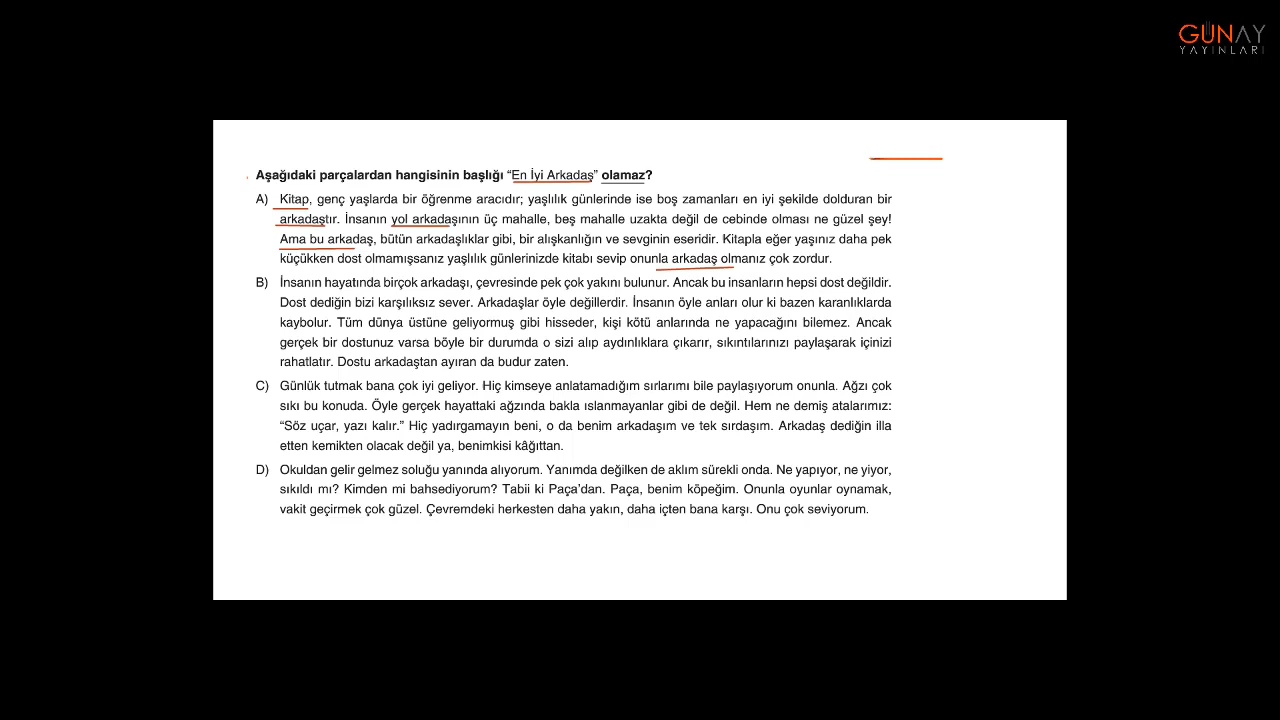 GÜNAY
YAYINLARI
Aşağıdaki parçalardan hangisinin başlığı “En İyi Arkadaş” olamaz?
A) Kitap, genç yaşlarda bir öğrenme aracıdır; yaşlılık günlerinde ise boş zamanları en iyi şekilde dolduran bir
arkadaştır. İnsanın yol arkadaşının üç mahalle, beş mahalle uzakta değil de cebinde olması ne güzel şey!
Ama bu arkadaş, bütün arkadaşlıklar gibi, bir alışkanlığın ve sevginin eseridir. Kitapla eğer yaşınız daha pek
küçükken dost olmamışsanız yaşlılık günlerinizde kitabı sevip onunla arkadaş olmanız çok zordur.
B) İnsanın hayatında birçok arkadaşı, çevresinde pek çok yakını bulunur. Ancak bu insanların hepsi dost değildir.
Dost dediğin bizi karşılıksız sever. Arkadaşlar öyle değillerdir. İnsanın öyle anları olur ki bazen karanlıklarda
kaybolur. Tüm dünya üstüne geliyormuş gibi hisseder, kişi kötü anlarında ne yapacağını bilemez. Ancak
gerçek bir dostunuz varsa böyle bir durumda o sizi alıp aydınlıklara çıkarır, sıkıntılarınızı paylaşarak içinizi
rahatlatır. Dostu arkadaştan ayıran da budur zaten.
C) Günlük tutmak bana çok iyi geliyor. Hiç kimseye anlatamadığım sırlarımı bile paylaşıyorum onunla. Ağzı çok
sıkı bu konuda. Öyle gerçek hayattaki ağzında bakla ıslanmayanlar gibi de değil. Hem ne demiş atalarımız:
“Söz uçar, yazı kalır.” Hiç yadırgamayın beni, o da benim arkadaşım ve tek sırdaşım. Arkadaş dediğin illa
etten kemikten olacak değil ya, benimkisi kâğıttan.
D) Okuldan gelir gelmez soluğu yanında alıyorum. Yanımda değilken de aklım sürekli onda. Ne yapıyor, ne yiyor,
sıkıldı mı? Kimden mi bahsediyorum? Tabii ki Paça’dan. Paça, benim köpeğim. Onunla oyunlar oynamak,
vakit geçirmek çok güzel. Çevremdeki herkesten daha yakın, daha içten bana karşı. Onu çok seviyorum.